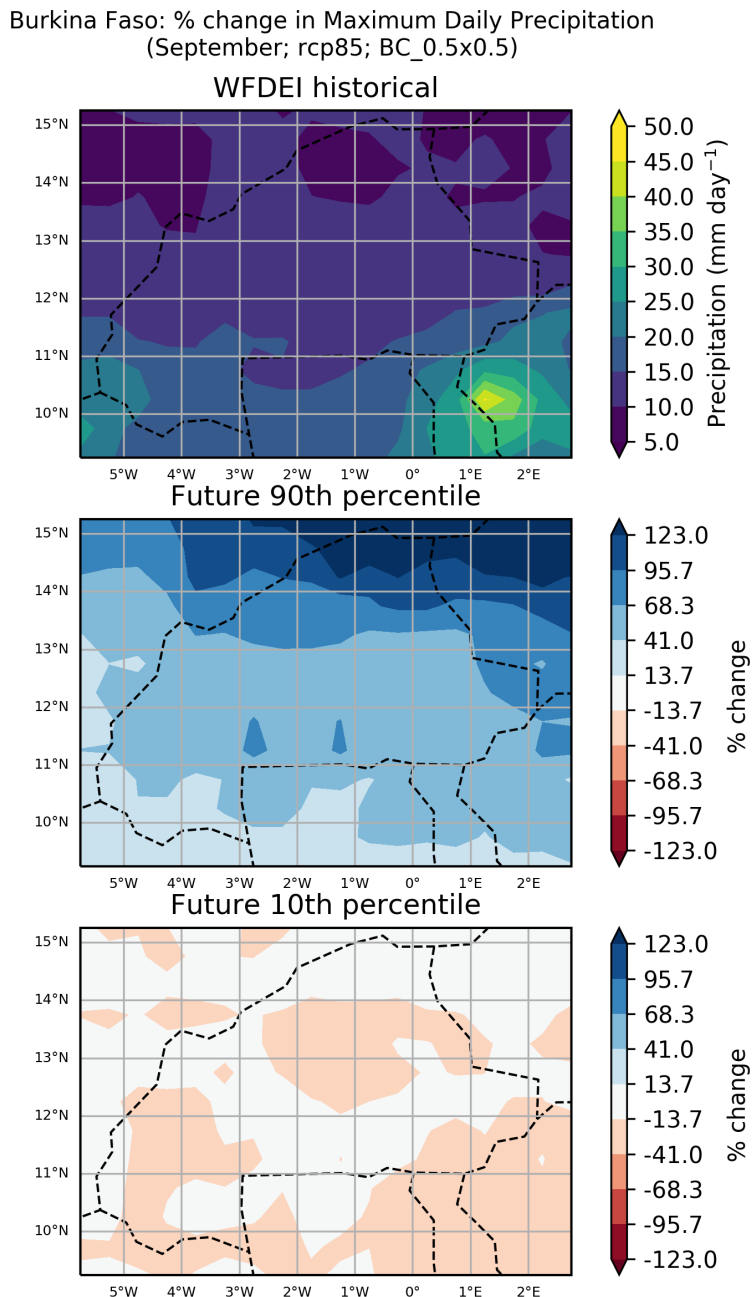 Burkina Faso: % change in Maximum Daily Precipitation
(September; rcp85; BC_0.5x0.5)
WFDEI historical
15°N
14°N
13°N
12°N
11°N
10°N
5°W 4°W 3°W 2°W 1°W 0° 1°E 2°E
50.0
45.0
40.0
35.0
30.0
25.0
20.0
15.0
10.0
5.0
Precipitation (mm day⁻¹)
Future 90th percentile
15°N
14°N
13°N
12°N
11°N
10°N
5°W 4°W 3°W 2°W 1°W 0° 1°E 2°E
123.0
95.7
68.3
41.0
13.7
-13.7
-41.0
-68.3
-95.7
-123.0
% change
Future 10th percentile
15°N
14°N
13°N
12°N
11°N
10°N
5°W 4°W 3°W 2°W 1°W 0° 1°E 2°E
123.0
95.7
68.3
41.0
13.7
-13.7
-41.0
-68.3
-95.7
-123.0
% change